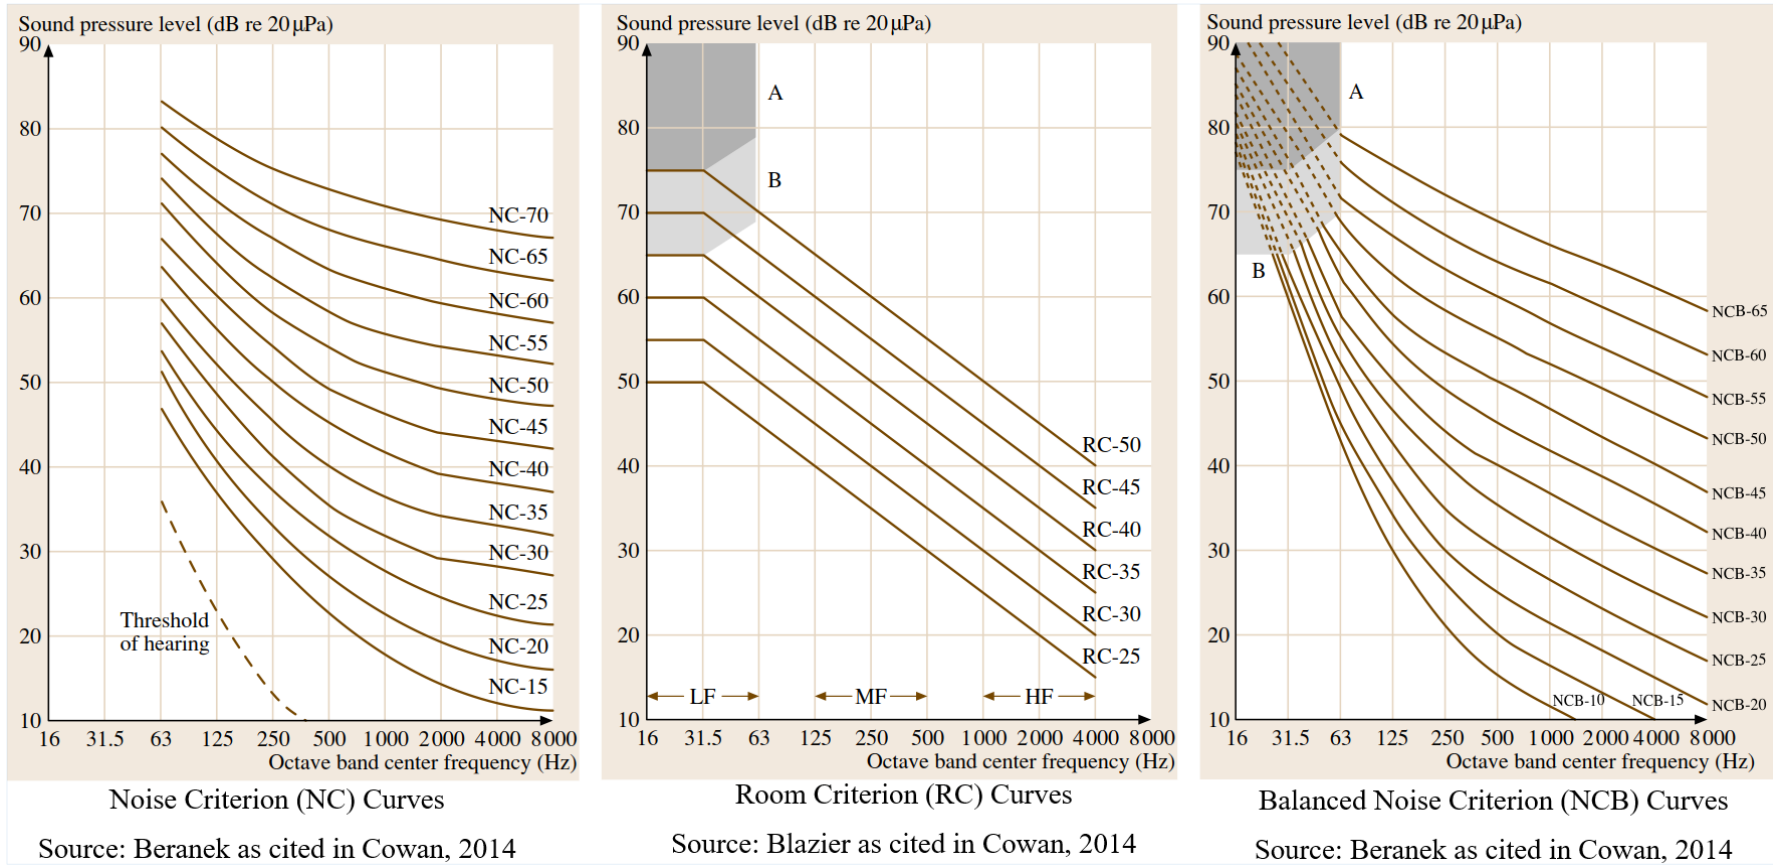 Sound pressure level (dB re 20 μPa)
90
80
70
60
50
40
30
20
10
NC-70
NC-65
NC-60
NC-55
NC-50
NC-45
NC-40
NC-35
NC-30
NC-25
NC-20
NC-15
Threshold
of hearing
16 31.5 63 125 250 500 1 000 2 000 4 000 8 000
Octave band center frequency (Hz)
Noise Criterion (NC) Curves
Source: Beranek as cited in Cowan, 2014
Sound pressure level (dB re 20 μPa)
90
80
70
60
50
40
30
20
10
A
B
RC-50
RC-45
RC-40
RC-35
RC-30
RC-25
LF MF HF
16 31.5 63 125 250 500 1 000 2 000 4 000 8 000
Octave band center frequency (Hz)
Room Criterion (RC) Curves
Source: Blazier as cited in Cowan, 2014
Sound pressure level (dB re 20 μPa)
90
80
70
60
50
40
30
20
10
A
B
NCB-65
NCB-60
NCB-55
NCB-50
NCB-45
NCB-40
NCB-35
NCB-30
NCB-25
NCB-10 NCB-15 NCB-20
16 31.5 63 125 250 500 1 000 2 000 4 000 8 000
Octave band center frequency (Hz)
Balanced Noise Criterion (NCB) Curves
Source: Beranek as cited in Cowan, 2014